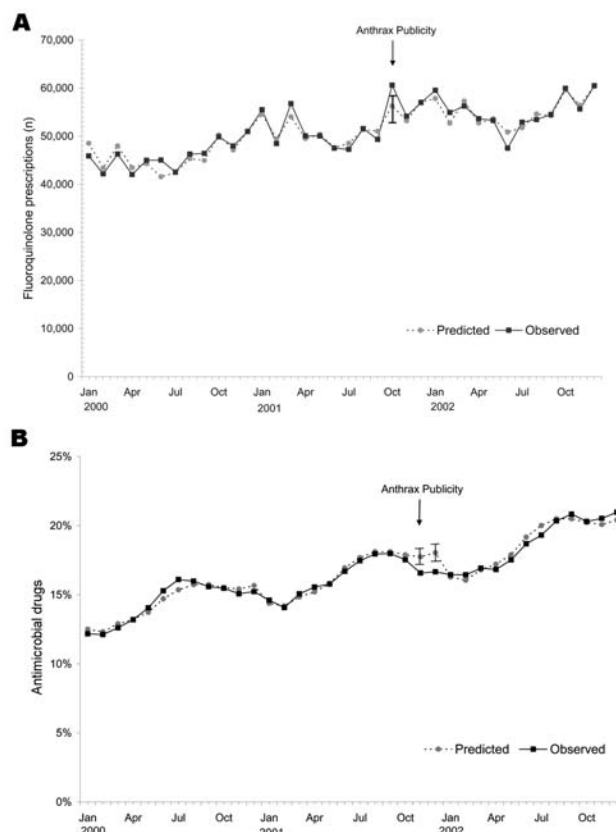 A
Anthrax Publicity
70,000
60,000
50,000
40,000
30,000
20,000
10,000
0
Fluoroquinolone prescriptions (n)
Predicted Observed
Jan Apr Jul Oct Jan Apr Jul Oct Jan Apr Jul Oct
2000 2001 2002
B
Anthrax Publicity
25%
20%
15%
10%
5%
0%
Antimicrobial drugs
Predicted Observed
Jan Apr Jul Oct Jan Apr Jul Oct Jan Apr Jul Oct
2000 2001 2002